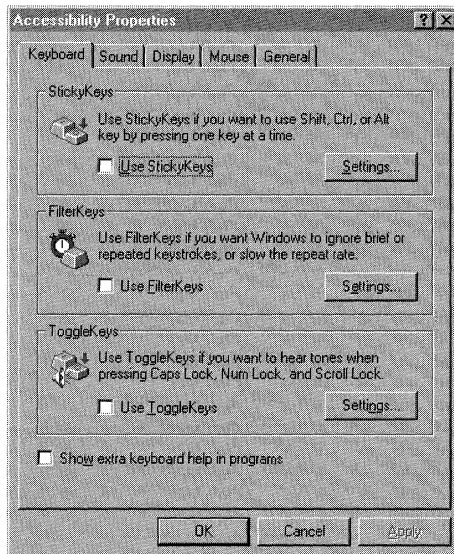 Accessibility Properties
Keyboard Sound Display Mouse General
StickyKeys
Use StickyKeys if you want to use Shift, Ctrl, or Alt
key by pressing one key at a time.
Use StickyKeys Settings...
FilterKeys
Use FilterKeys if you want Windows to ignore brief or
repeated keystrokes, or slow the repeat rate.
Use FilterKeys Settings...
ToggleKeys
Use ToggleKeys if you want to hear tones when
pressing Caps Lock, Num Lock, and Scroll Lock.
Use ToggleKeys Settings...
Show extra keyboard help in programs
OK Cancel Apply